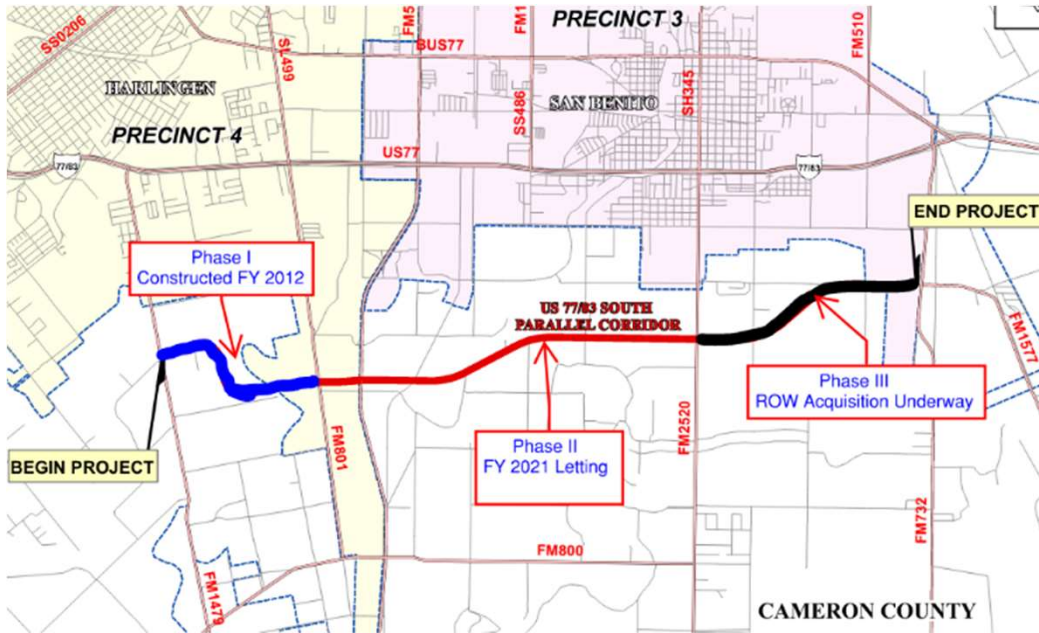 PRECINCT 3
SS0206
SL499
FM5
BUS77
FM1
SS486
SH345
FM510
HARLINGEN
SAN BENITO
PRECINCT 4
77/83
US77
77/83
END PROJECT
Phase I
Constructed FY 2012
US 77/83 SOUTH
PARALLEL CORRIDOR
FM1577
Phase III
ROW Acquisition Underway
Phase II
FY 2021 Letting
BEGIN PROJECT
FM801
FM2520
FM732
FM800
FM1479
CAMERON COUNTY